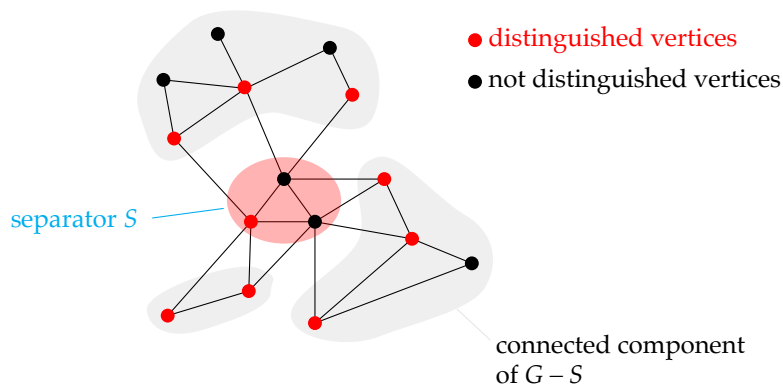 distinguished vertices
not distinguished vertices
separator S
connected component
of G – S